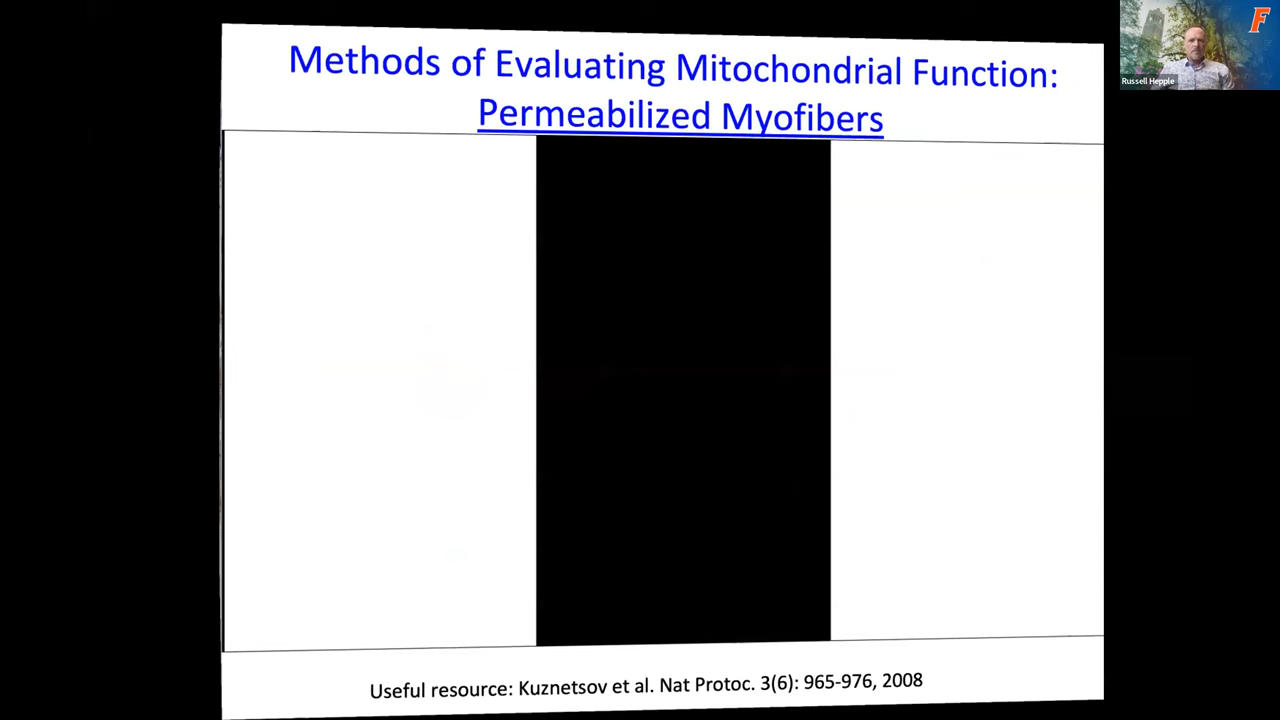 Methods of Evaluating Mitochondrial Function:
Permeabilized Myofibers
F
Russell Hepple
Useful resource: Kuznetsov et al. Nat Protoc. 3(6): 965-976, 2008